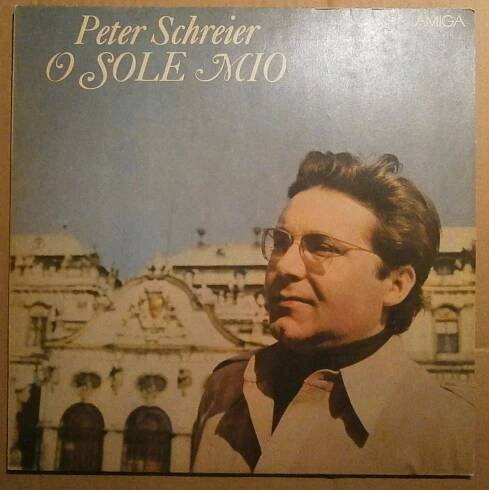 Peter Schreier
O SOLE MIO
AMIGA